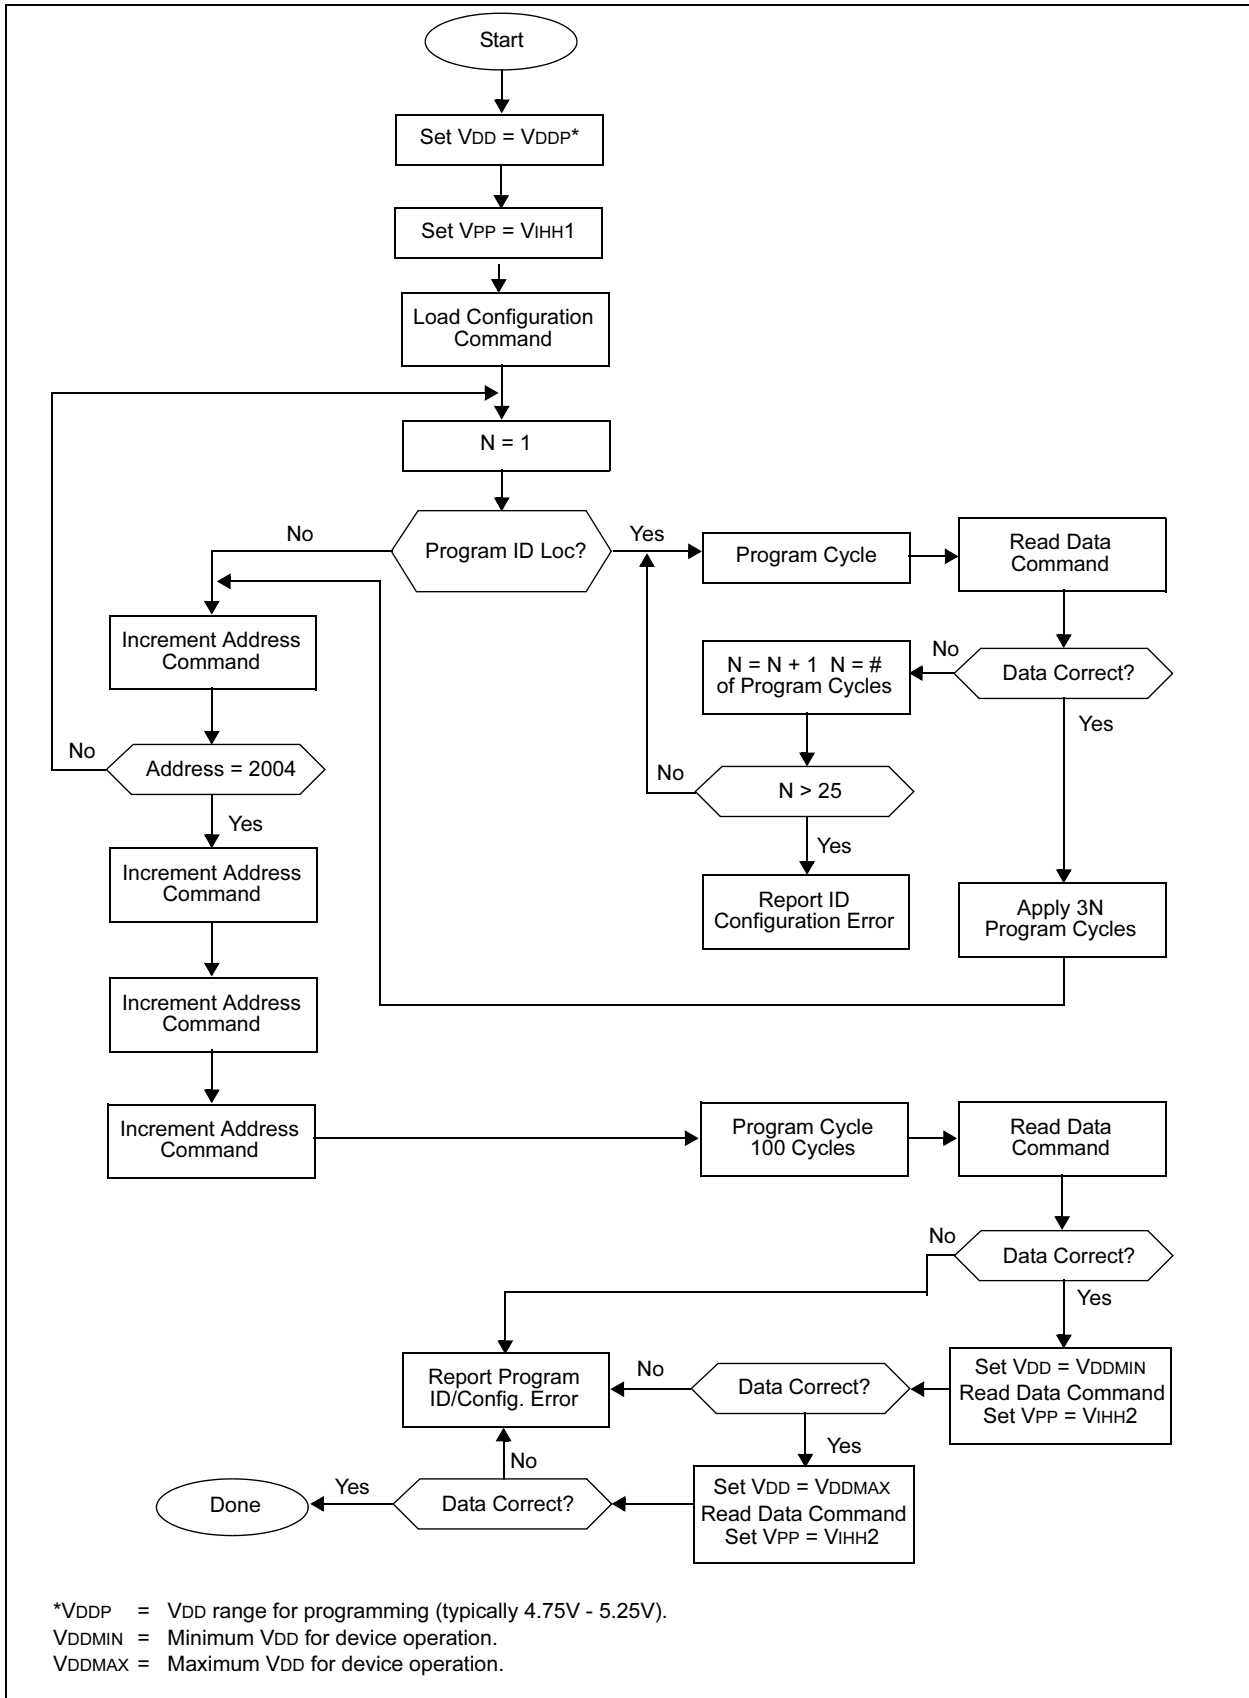 Start
Set VDD = VDDP*
Set VPP = VIHH1
Load Configuration
Command
N = 1
No
Program ID Loc?
Yes
Program Cycle
Read Data
Command
Increment Address
Command
N = N + 1  N = #
of Program Cycles
No
Data Correct?
Yes
No
Address = 2004
Yes
No
N > 25
Yes
Increment Address
Command
Report ID
Configuration Error
Apply 3N
Program Cycles
Increment Address
Command
Increment Address
Command
Program Cycle
100 Cycles
Read Data
Command
No
Data Correct?
Yes
Report Program
ID/Config. Error
No
Data Correct?
Yes
Set VDD = VDDMIN
Read Data Command
Set VPP = VIHH2
No
Done
Yes
Data Correct?
Set VDD = VDDMAX
Read Data Command
Set VPP = VIHH2
*VDDP = VDD range for programming (typically 4.75V - 5.25V).
VDDMIN = Minimum VDD for device operation.
VDDMAX = Maximum VDD for device operation.